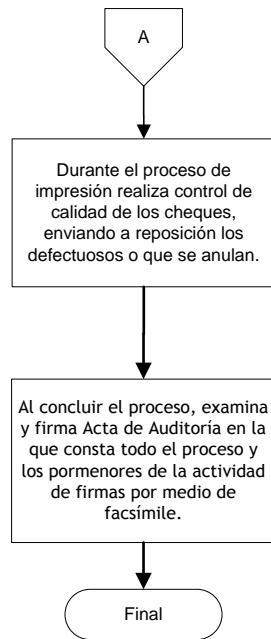 A
Durante el proceso de
impresión realiza control de
calidad de los cheques,
enviando a reposición los
defectuosos o que se anulan.
Al concluir el proceso, examina
y firma Acta de Auditoría en la
que consta todo el proceso y
los pormenores de la actividad
de firmas por medio de
facsímile.
Final